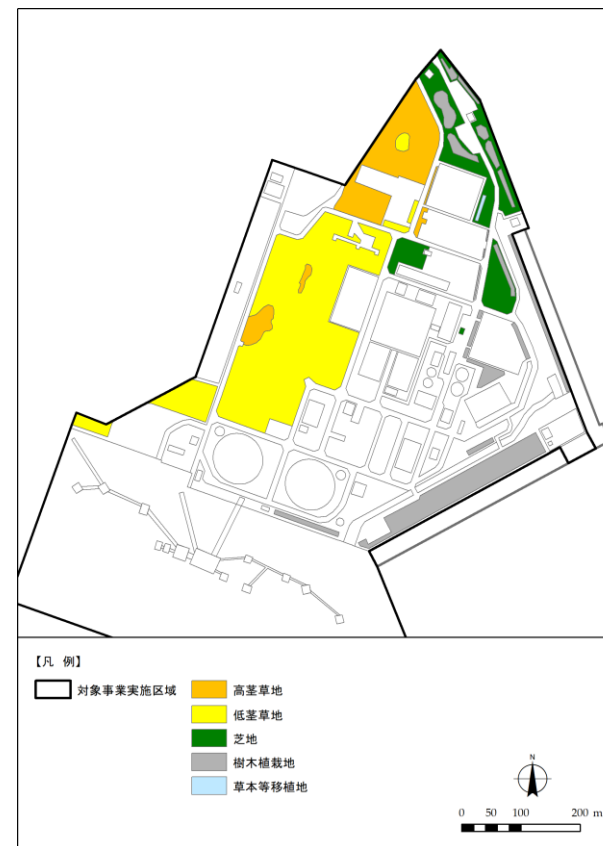 【凡 例】
対象事業実施区域
高茎草地
低茎草地
芝地
樹木植栽地
草本等移植地
N
0 50 100 200 m